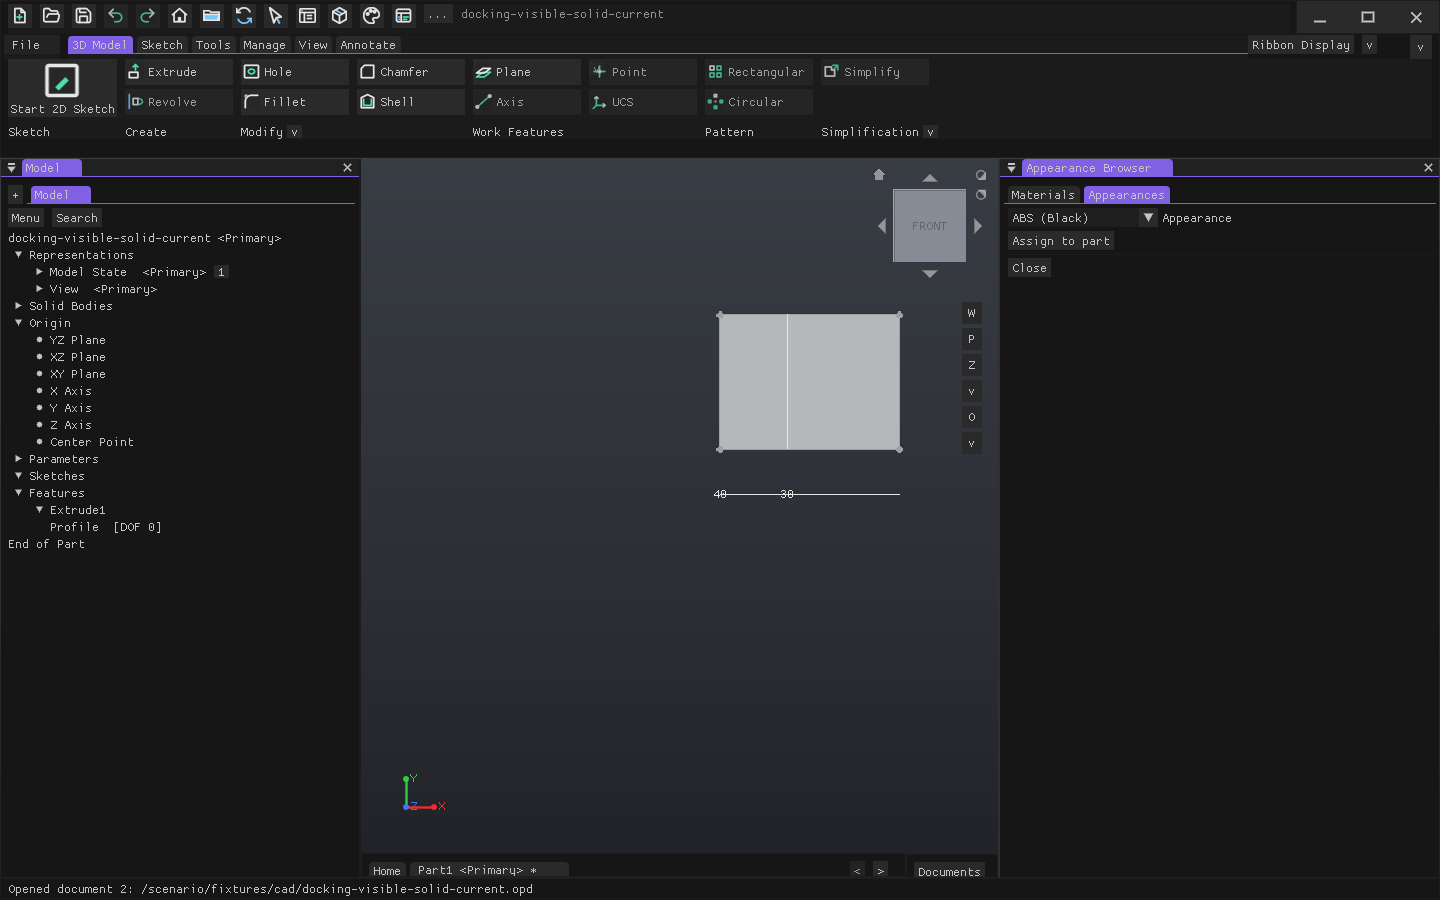 ... docking-visible-solid-current
File 3D Model Sketch Tools Manage View Annotate Ribbon Display v v
Start 2D Sketch
Extrude Hole Chamfer Plane Point Rectangular Simplify
Revolve Fillet Shell Axis UCS Circular
Sketch Create Modify v Work Features Pattern Simplification v
Model
+ Model
Menu Search
docking-visible-solid-current <Primary>
Representations
Model State <Primary> 1
View <Primary>
Solid Bodies
Origin
YZ Plane
XZ Plane
XY Plane
X Axis
Y Axis
Z Axis
Center Point
Parameters
Sketches
Features
Extrude1
Profile [DOF 0]
End of Part
FRONT
W
P
Z
v
O
v
40 30
Y
Z X
Home Part1 <Primary> * < > Documents
Appearance Browser
Materials Appearances
ABS (Black) Appearance
Assign to part
Close
Opened document 2: /scenario/fixtures/cad/docking-visible-solid-current.opd